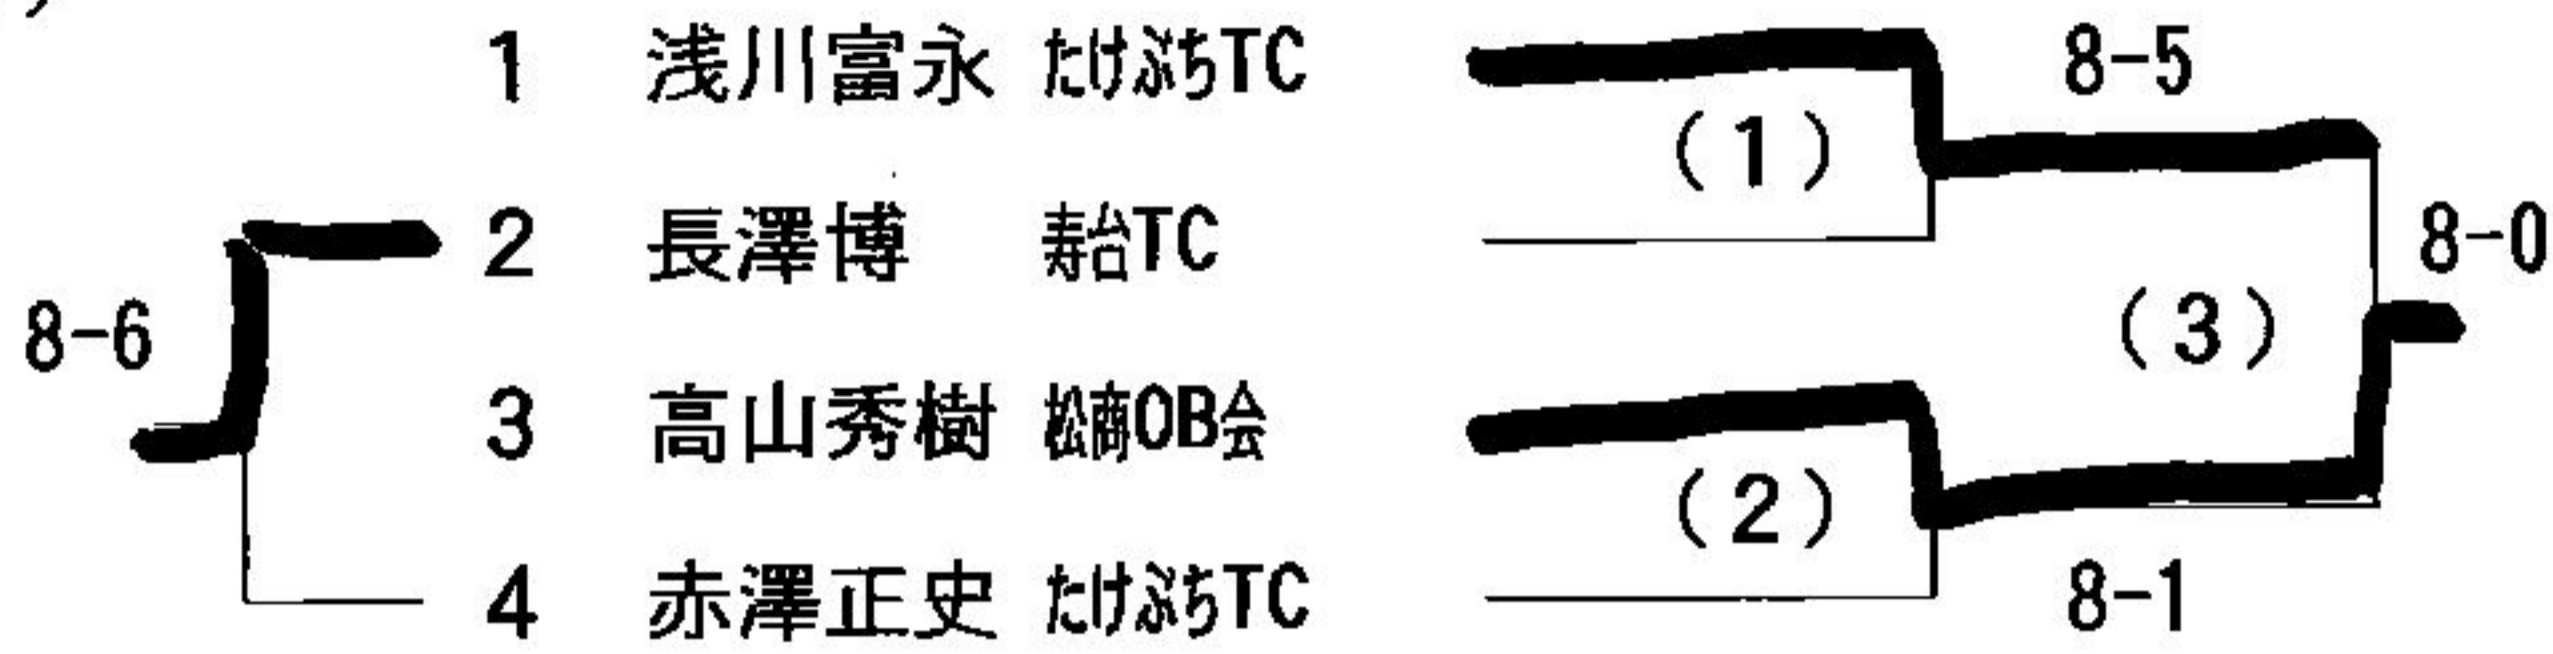 1 浅川富永 たけぶちTC 8-5
(1)
2 長澤博 寿台TC 8-0
8-6 (3)
3 高山秀樹 松商OB会
(2)
4 赤澤正史 たけぶちTC 8-1